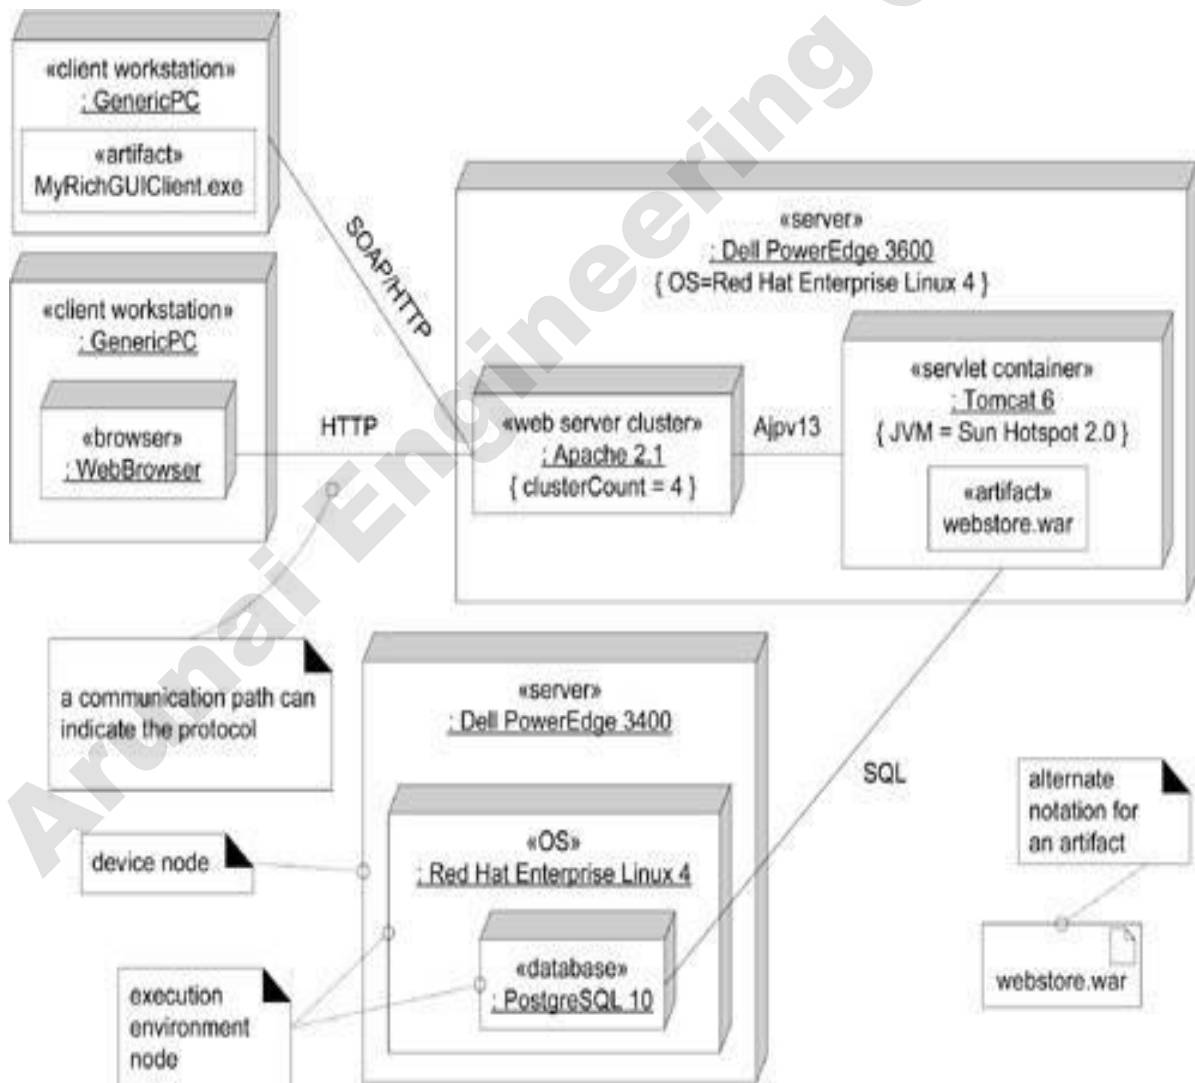 «client workstation»
: GenericPC
«artifact»
MyRichGUIClient.exe
SOAP/HTTP
«client workstation»
: GenericPC
«browser»
: WebBrowser
HTTP
«server»
: Dell PowerEdge 3600
{ OS=Red Hat Enterprise Linux 4 }
«web server cluster»
: Apache 2.1
{ clusterCount = 4 }
Ajpv13
«servlet container»
: Tomcat 6
{ JVM = Sun Hotspot 2.0 }
«artifact»
webstore.war
a communication path can
indicate the protocol
«server»
: Dell PowerEdge 3400
SQL
«OS»
: Red Hat Enterprise Linux 4
«database»
: PostgreSQL 10
device node
execution
environment
node
alternate
notation for
an artifact
webstore.war
Arunai Engineering